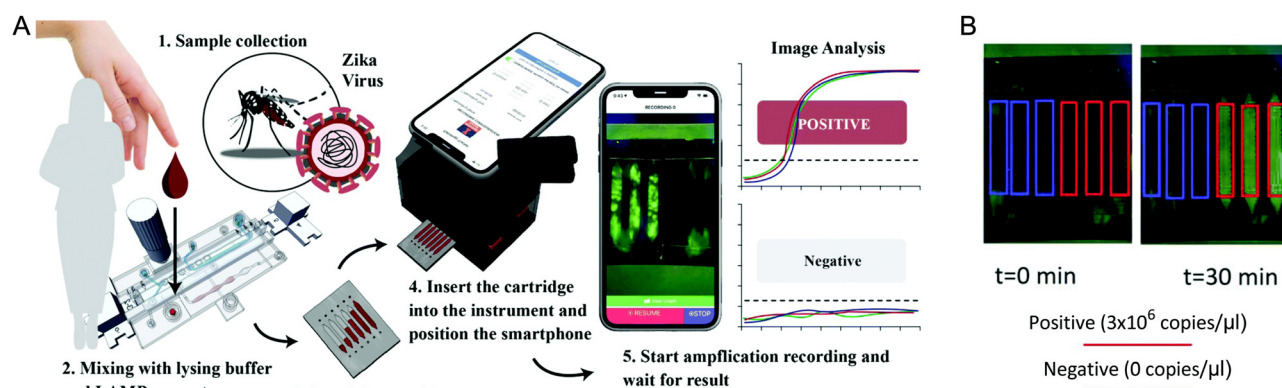 A
1. Sample collection
Zika
Virus
2. Mixing with lysing buffer
4. Insert the cartridge
into the instrument and
position the smartphone
RECORDING 0
RESUME
STOP
5. Start ampflication recording and
wait for result
Image Analysis
POSITIVE
Negative
B
t=0 min
t=30 min
Positive (3x10⁶ copies/µl)
Negative (0 copies/µl)